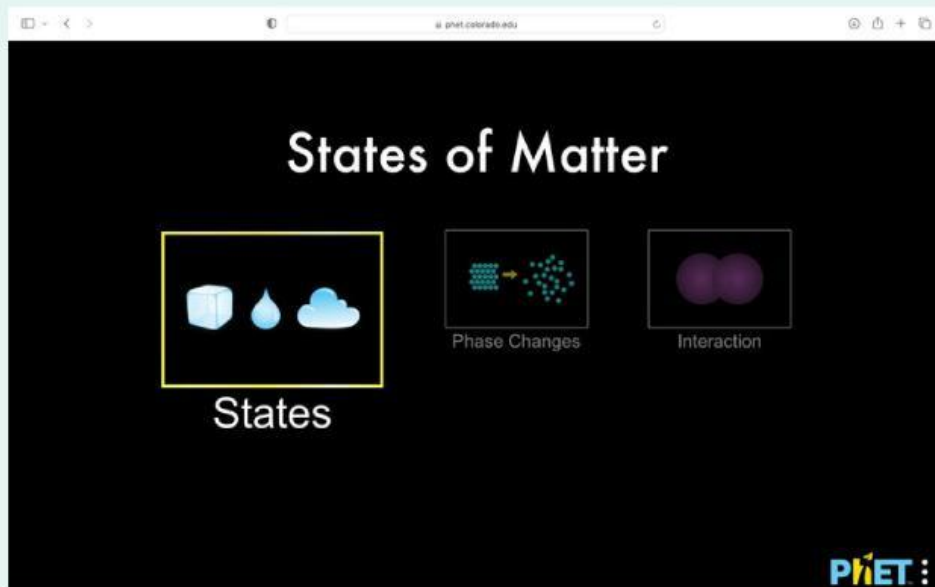 phet.colorado.edu
States of Matter
States
Phase Changes
Interaction
PhET